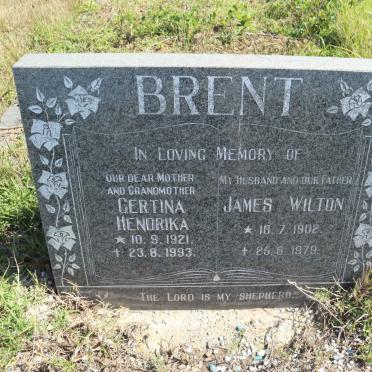 BRENT
IN LOVING MEMORY OF
OUR DEAR MOTHER
AND GRANDMOTHER
GERTINA
HENDRIKA
* 10.9.1921.
† 23.8.1993.
MY HUSBAND AND OUR FATHER
JAMES WILTON
* 18.7.1902.
† 26.6.1979.
THE LORD IS MY SHEPHERD.